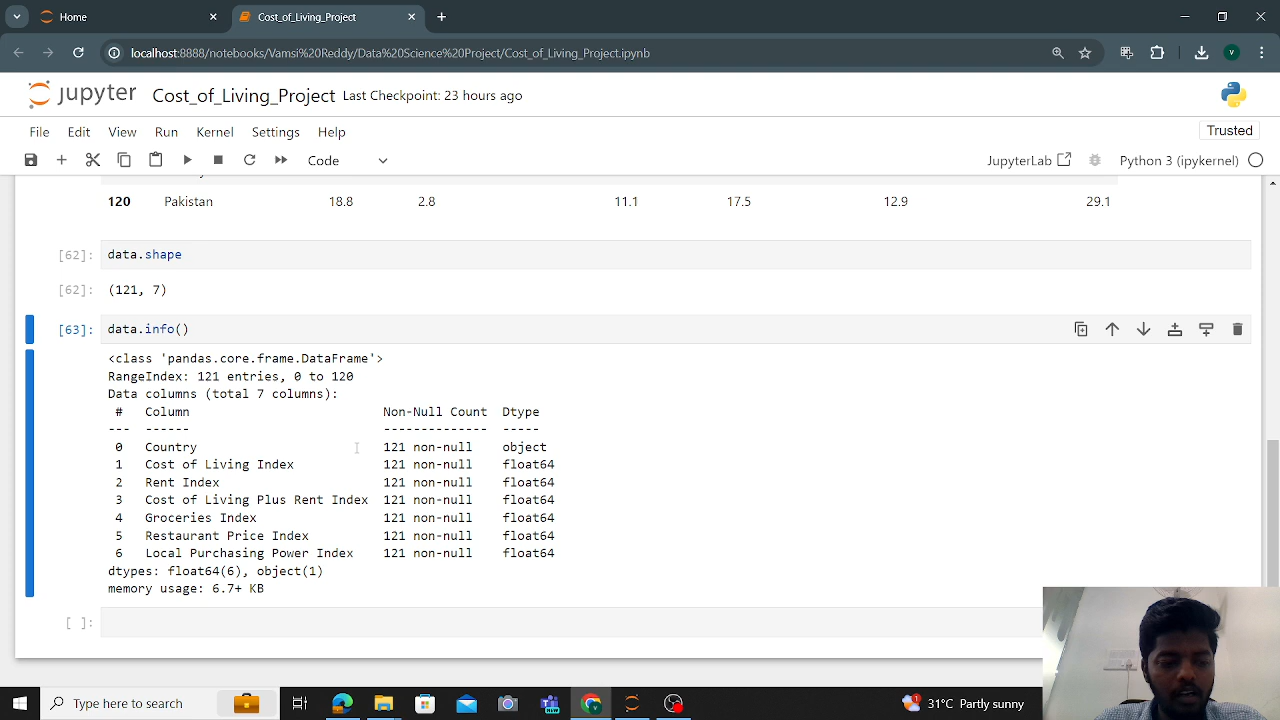 Home
Cost_of_Living_Project
localhost:8888/notebooks/Vamsi%20Reddy/Data%20Science%20Project/Cost_of_Living_Project.ipynb
V
jupyter Cost_of_Living_Project Last Checkpoint: 23 hours ago
File Edit View Run Kernel Settings Help
Trusted
Code
JupyterLab
Python 3 (ipykernel)
120 Pakistan 18.8 2.8 11.1 17.5 12.9 29.1
[62]: data.shape
[62]: (121, 7)
[63]: data.info()
<class 'pandas.core.frame.DataFrame'>
RangeIndex: 121 entries, 0 to 120
Data columns (total 7 columns):
# Column Non-Null Count Dtype
--- ------ -------------- -----
0 Country 121 non-null object
1 Cost of Living Index 121 non-null float64
2 Rent Index 121 non-null float64
3 Cost of Living Plus Rent Index 121 non-null float64
4 Groceries Index 121 non-null float64
5 Restaurant Price Index 121 non-null float64
6 Local Purchasing Power Index 121 non-null float64
dtypes: float64(6), object(1)
memory usage: 6.7+ KB
[ ]:
Type here to search
31°C Partly sunny